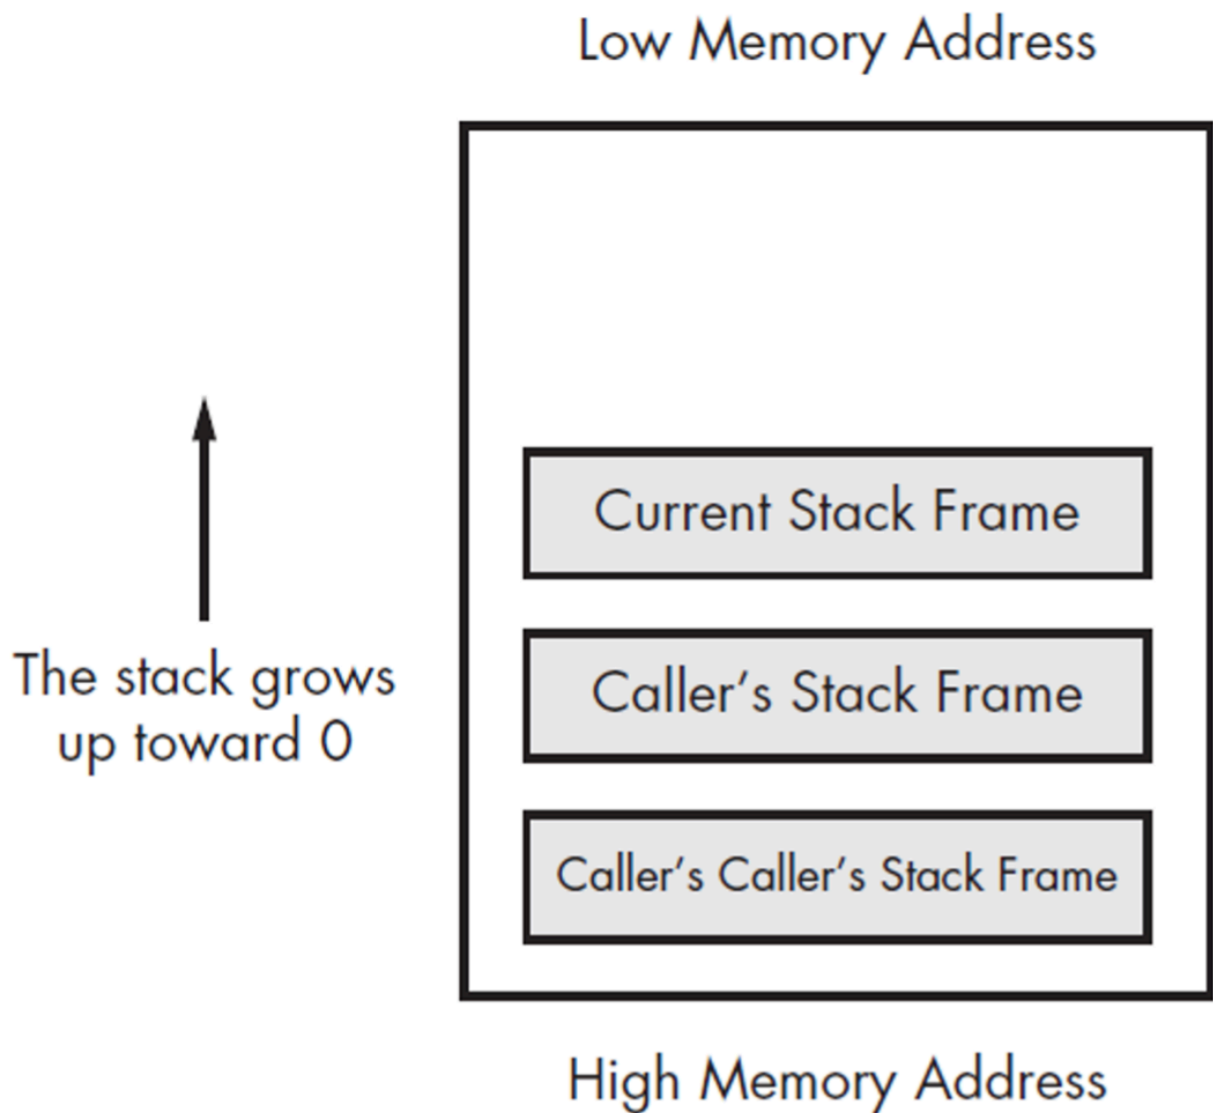 Low Memory Address
Current Stack Frame
The stack grows
up toward 0
Caller’s Stack Frame
Caller’s Caller’s Stack Frame
High Memory Address